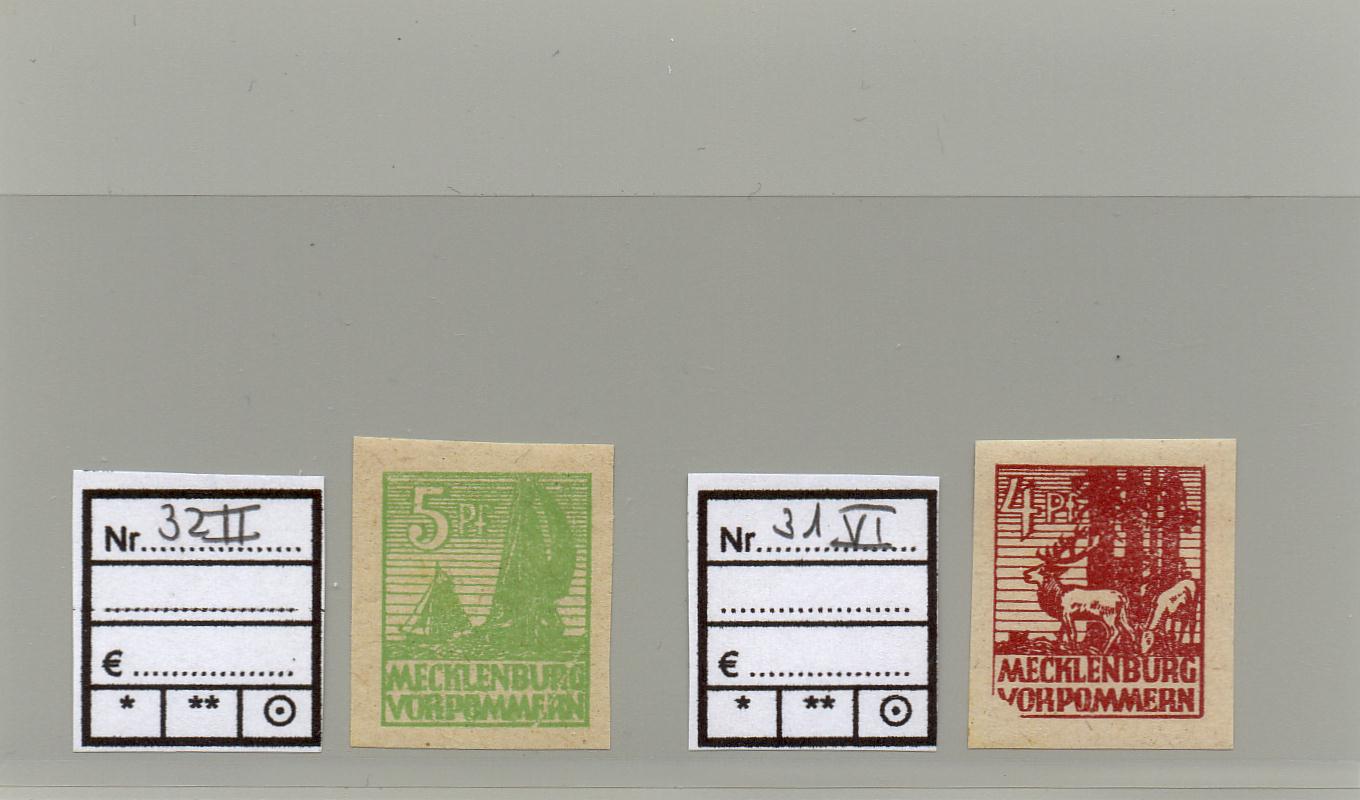 Nr. 32 II
€
* ** ⊙
5 Pf
MECKLENBURG
VORPOMMERN
Nr. 31 VI
€
* ** ⊙
4 Pf
MECKLENBURG
VORPOMMERN